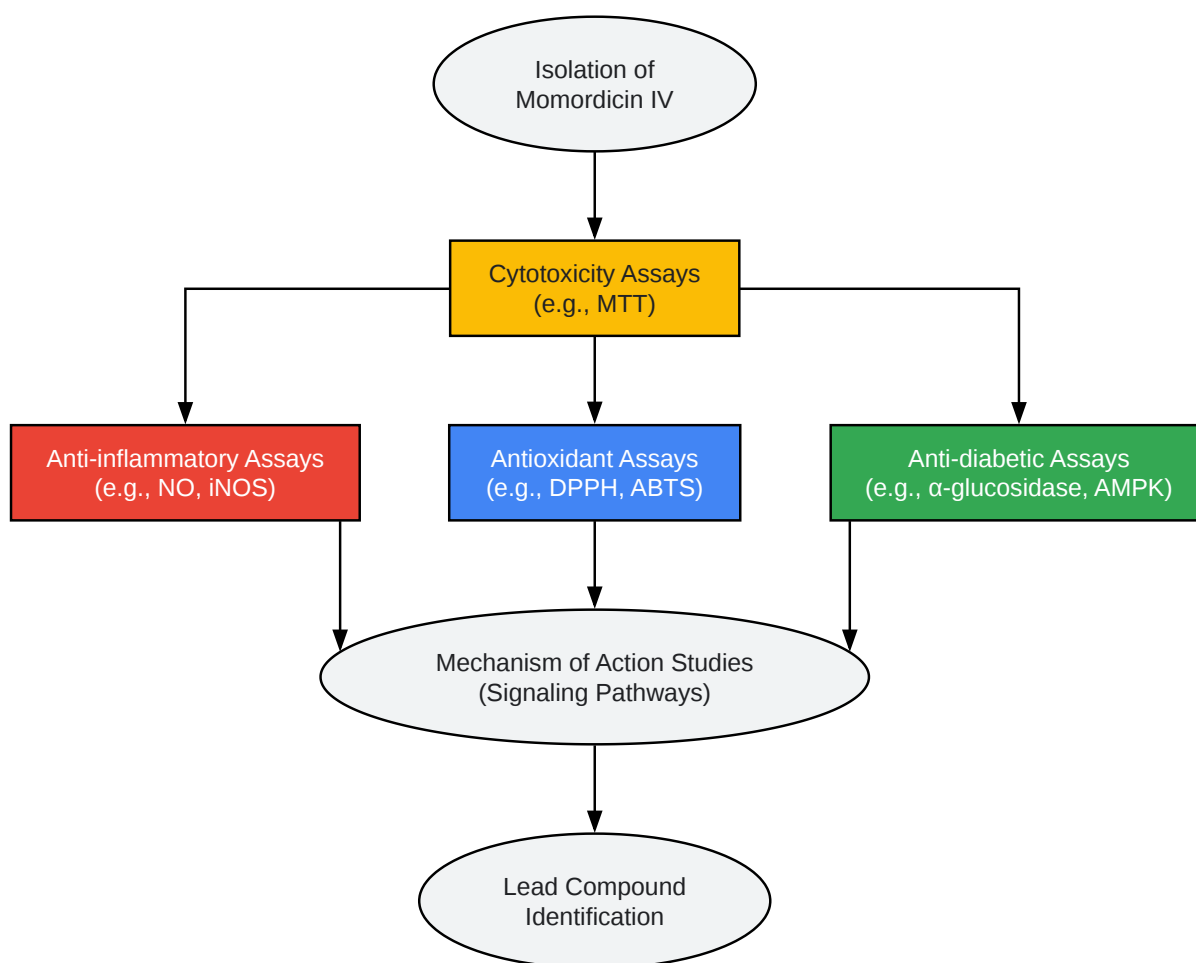 Isolation of
Momordicin IV
Cytotoxicity Assays
(e.g., MTT)
Anti-inflammatory Assays
(e.g., NO, iNOS)
Antioxidant Assays
(e.g., DPPH, ABTS)
Anti-diabetic Assays
(e.g., α-glucosidase, AMPK)
Mechanism of Action Studies
(Signaling Pathways)
Lead Compound
Identification